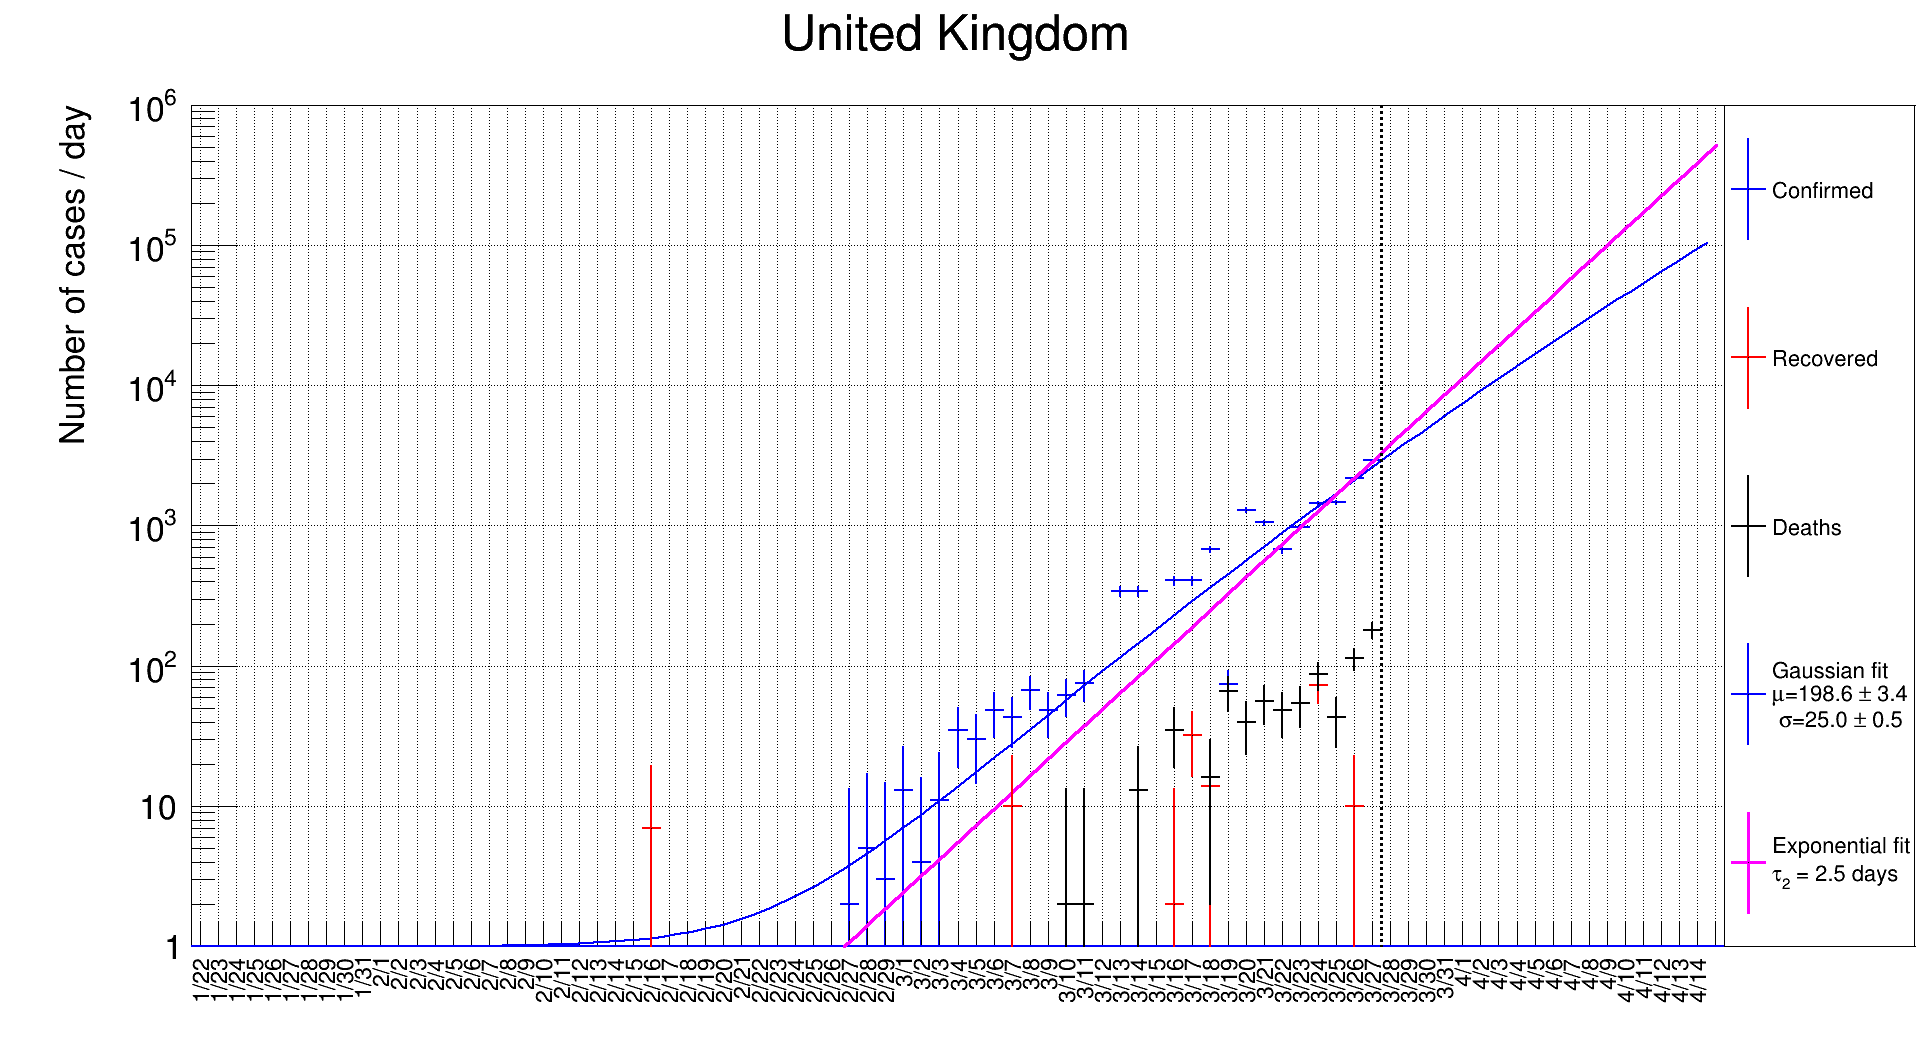 United Kingdom
Number of cases / day
10⁶
10⁵
10⁴
10³
10²
10
1
1/22 1/23 1/24 1/25 1/26 1/27 1/28 1/29 1/30 1/31 2/1 2/2 2/3 2/4 2/5 2/6 2/7 2/8 2/9 2/10 2/11 2/12 2/13 2/14 2/15 2/16 2/17 2/18 2/19 2/20 2/21 2/22 2/23 2/24 2/25 2/26 2/27 2/28 2/29 3/1 3/2 3/3 3/4 3/5 3/6 3/7 3/8 3/9 3/10 3/11 3/12 3/13 3/14 3/15 3/16 3/17 3/18 3/19 3/20 3/21 3/22 3/23 3/24 3/25 3/26 3/27 3/28 3/29 3/30 3/31 4/1 4/2 4/3 4/4 4/5 4/6 4/7 4/8 4/9 4/10 4/11 4/12 4/13 4/14
Confirmed
Recovered
Deaths
Gaussian fit
μ=198.6 ± 3.4
σ=25.0 ± 0.5
Exponential fit
τ₂ = 2.5 days